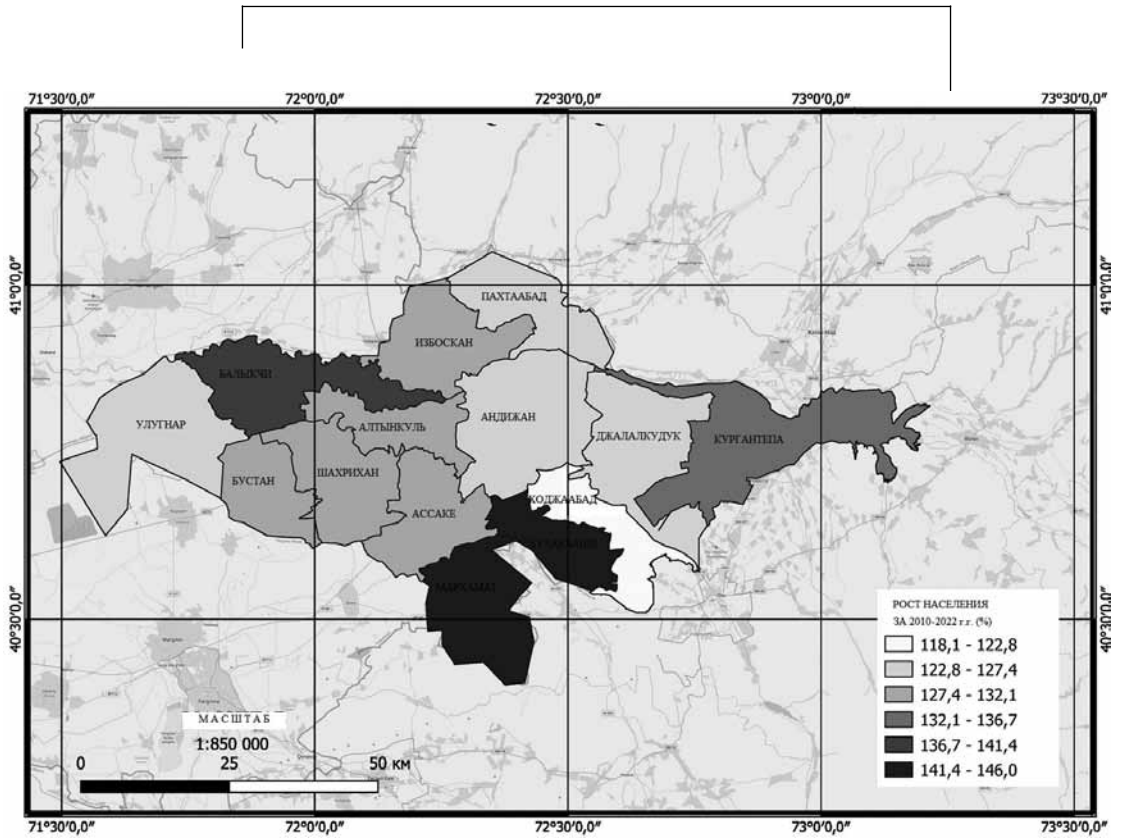 71°30′0,0″ 72°0′0,0″ 72°30′0,0″ 73°0′0,0″ 73°30′0,0″
41°0′0,0″ 41°0′0,0″
ПАХТААБАД
ИЗБОСКАН
БАЛЫКЧИ
УЛУГНАР
АЛТЫНКУЛЬ
АНДИЖАН
ДЖАЛАЛКУДУК
КУРГАНТЕПА
БУСТАН
ШАХРИХАН
АССАКЕ
ХОДЖААБАД
БУЛАКБАШИ
МАРХАМАТ
40°30′0,0″ 40°30′0,0″
РОСТ НАСЕЛЕНИЯ
ЗА 2010-2022 г.г. (%)
118,1 - 122,8
122,8 - 127,4
127,4 - 132,1
132,1 - 136,7
136,7 - 141,4
141,4 - 146,0
МАСШТАБ
1:850 000
0 25 50 КМ
71°30′0,0″ 72°0′0,0″ 72°30′0,0″ 73°0′0,0″ 73°30′0,0″